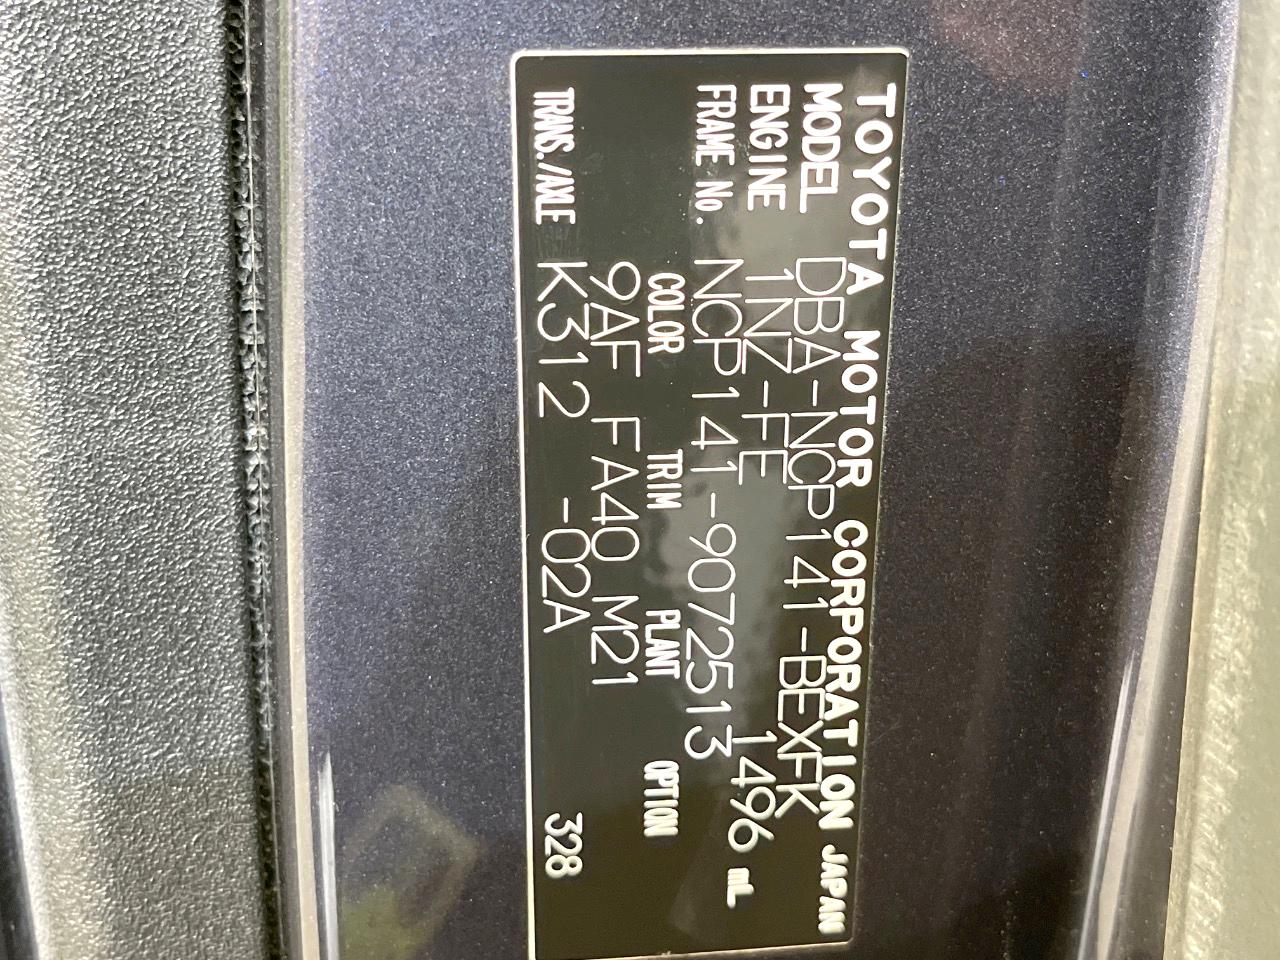 TOYOTA MOTOR CORPORATION JAPAN
MODEL DBA-NCP141-BEXFK
ENGINE 1NZ-FE 1496 mL
FRAME No. NCP141-9072513
COLOR TRIM PLANT OPTION
9AF FA40 M21
TRANS./AXLE K312 -02A 328